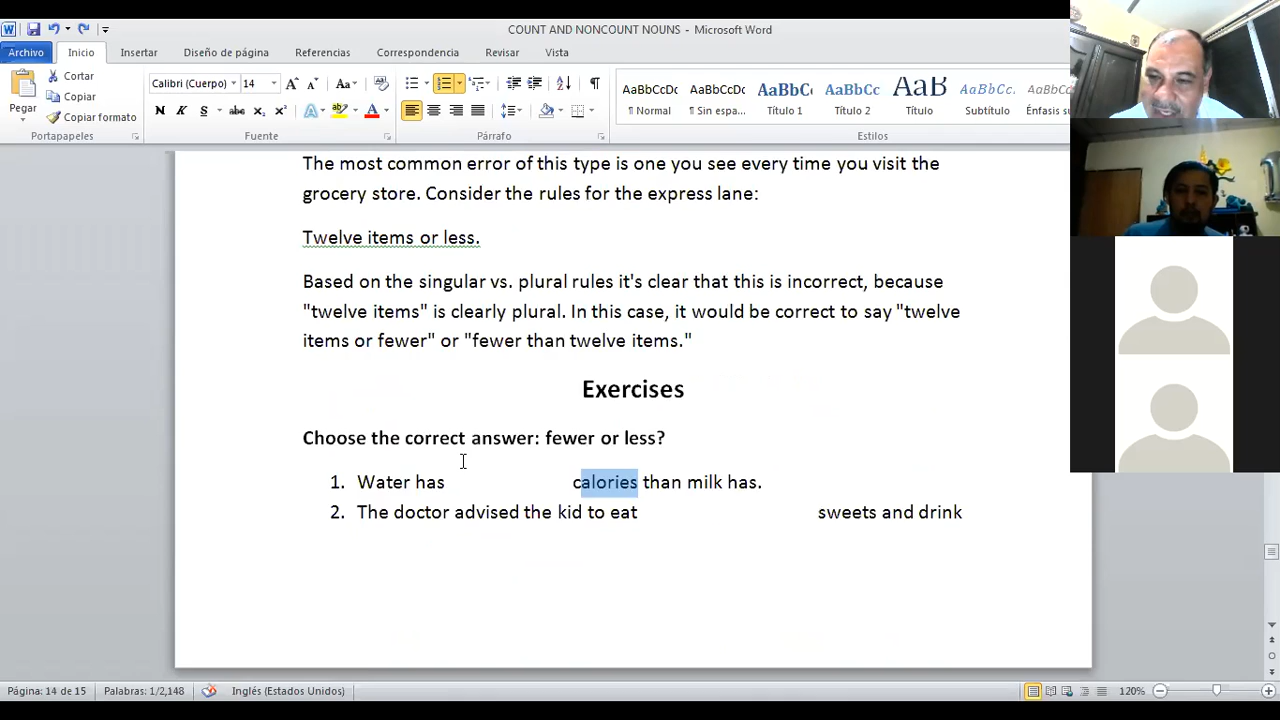 COUNT AND NONCOUNT NOUNS - Microsoft Word
Archivo Inicio Insertar Diseño de página Referencias Correspondencia Revisar Vista
Pegar
Cortar
Copiar
Copiar formato
Portapapeles
Calibri (Cuerpo) 14
Fuente
Párrafo
AaBbCcDc AaBbCcDc AaBbC AaBbCc AaB AaBbCc.
¶ Normal ¶ Sin espa... Título 1 Título 2 Título Subtítulo Énfasis su
Estilos
The most common error of this type is one you see every time you visit the
grocery store. Consider the rules for the express lane:
Twelve items or less.
Based on the singular vs. plural rules it's clear that this is incorrect, because
"twelve items" is clearly plural. In this case, it would be correct to say "twelve
items or fewer" or "fewer than twelve items."
Exercises
Choose the correct answer: fewer or less?
1. Water has calories than milk has.
2. The doctor advised the kid to eat sweets and drink
Página: 14 de 15 Palabras: 1/2,148 Inglés (Estados Unidos) 120%